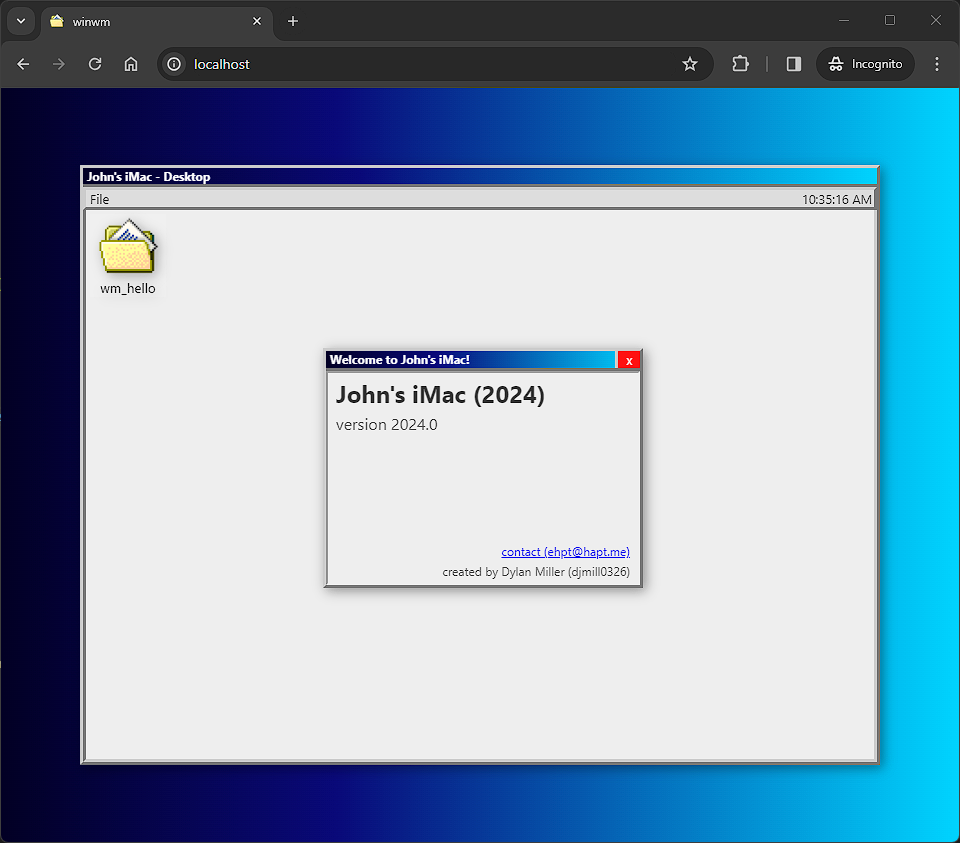 winwm
localhost
Incognito
John's iMac - Desktop
File 10:35:16 AM
wm_hello
Welcome to John's iMac! x
John's iMac (2024)
version 2024.0
contact (ehpt@hapt.me)
created by Dylan Miller (djmill0326)